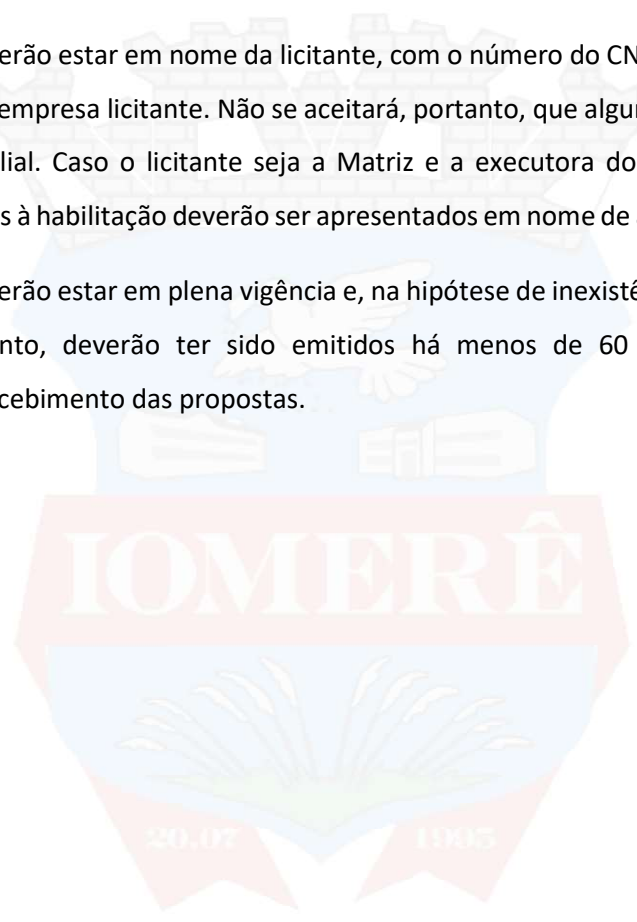 erão estar em nome da licitante, com o número do CN
empresa licitante. Não se aceitará, portanto, que algu
lial. Caso o licitante seja a Matriz e a executora do
s à habilitação deverão ser apresentados em nome de
erão estar em plena vigência e, na hipótese de inexist
nto, deverão ter sido emitidos há menos de 60
cebimento das propostas.
IOMERÊ
20.07 1995